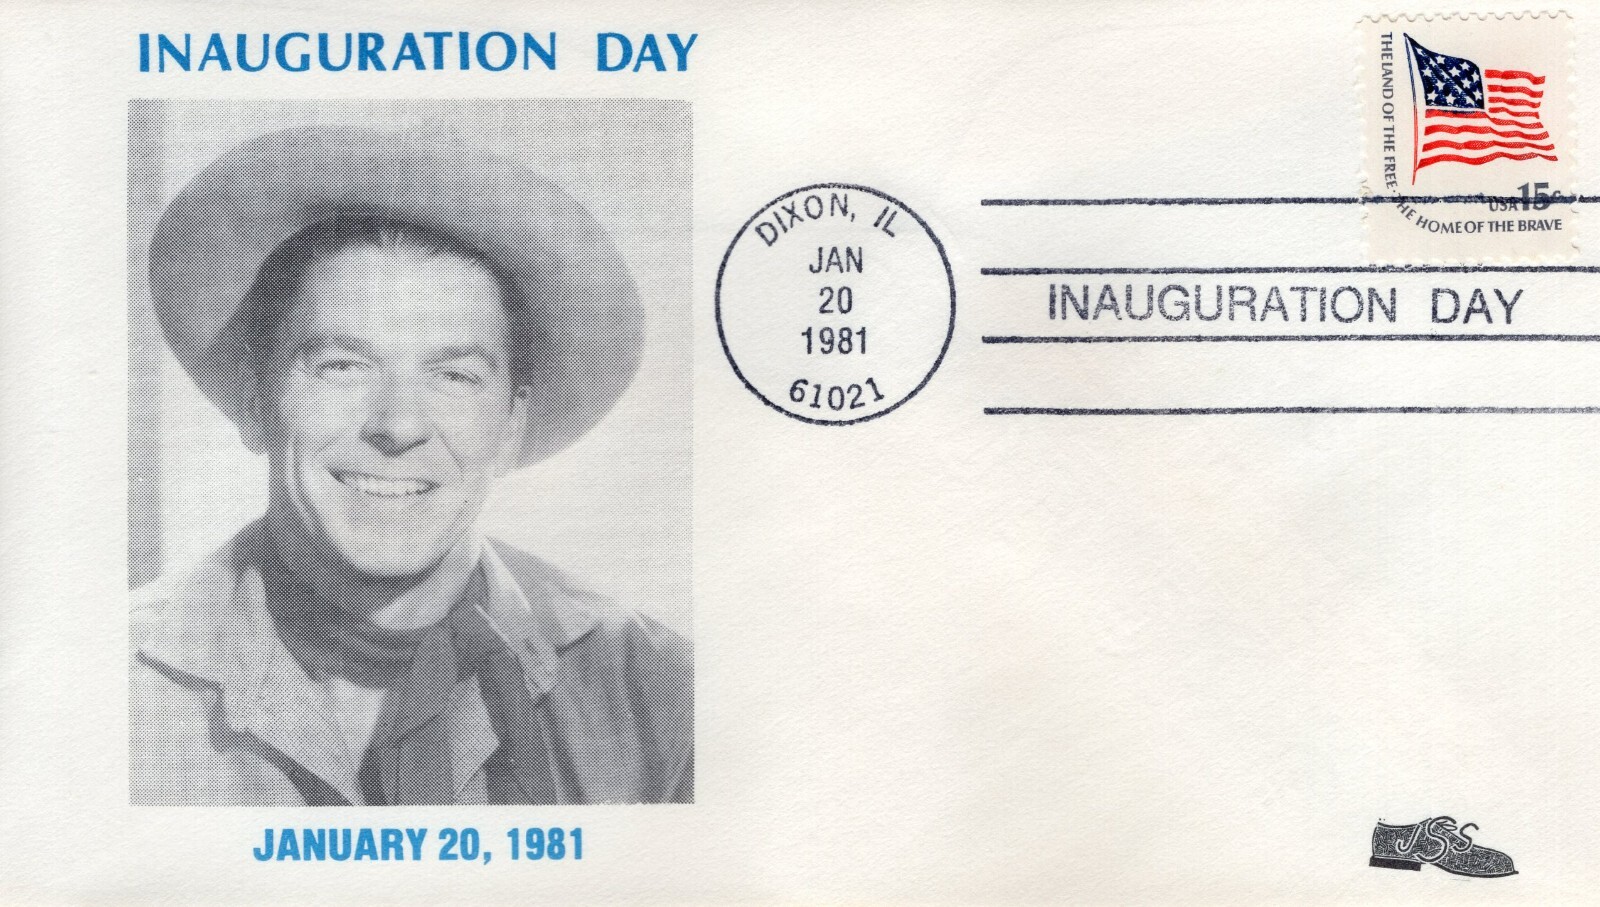 INAUGURATION DAY
JANUARY 20, 1981
DIXON, IL
JAN
20
1981
61021
THE LAND OF THE FREE · THE HOME OF THE BRAVE
USA 15c
INAUGURATION DAY
JSS